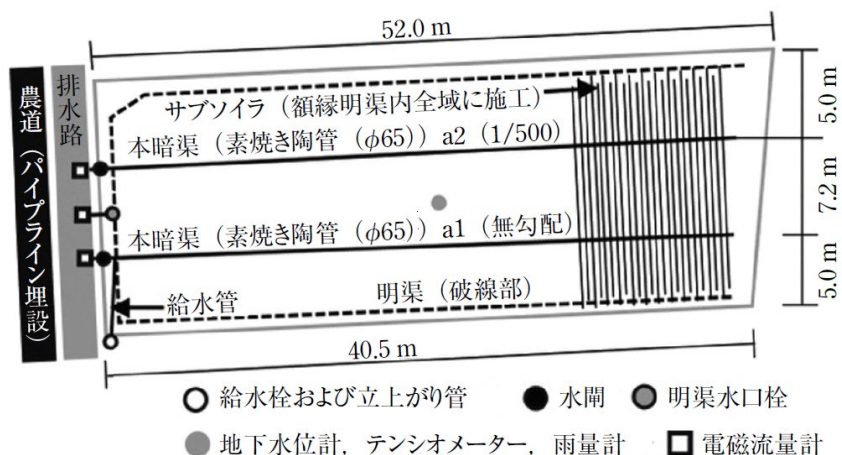 52.0 m
農道（パイプライン埋設）
排水路
サブソイラ（額縁明渠内全域に施工）
本暗渠（素焼き陶管（φ65））a2（1/500）
本暗渠（素焼き陶管（φ65））a1（無勾配）
給水管
明渠（破線部）
5.0 m
7.2 m
5.0 m
40.5 m
給水栓および立上がり管
水閘
明渠水口栓
地下水位計，テンシオメーター，雨量計
電磁流量計